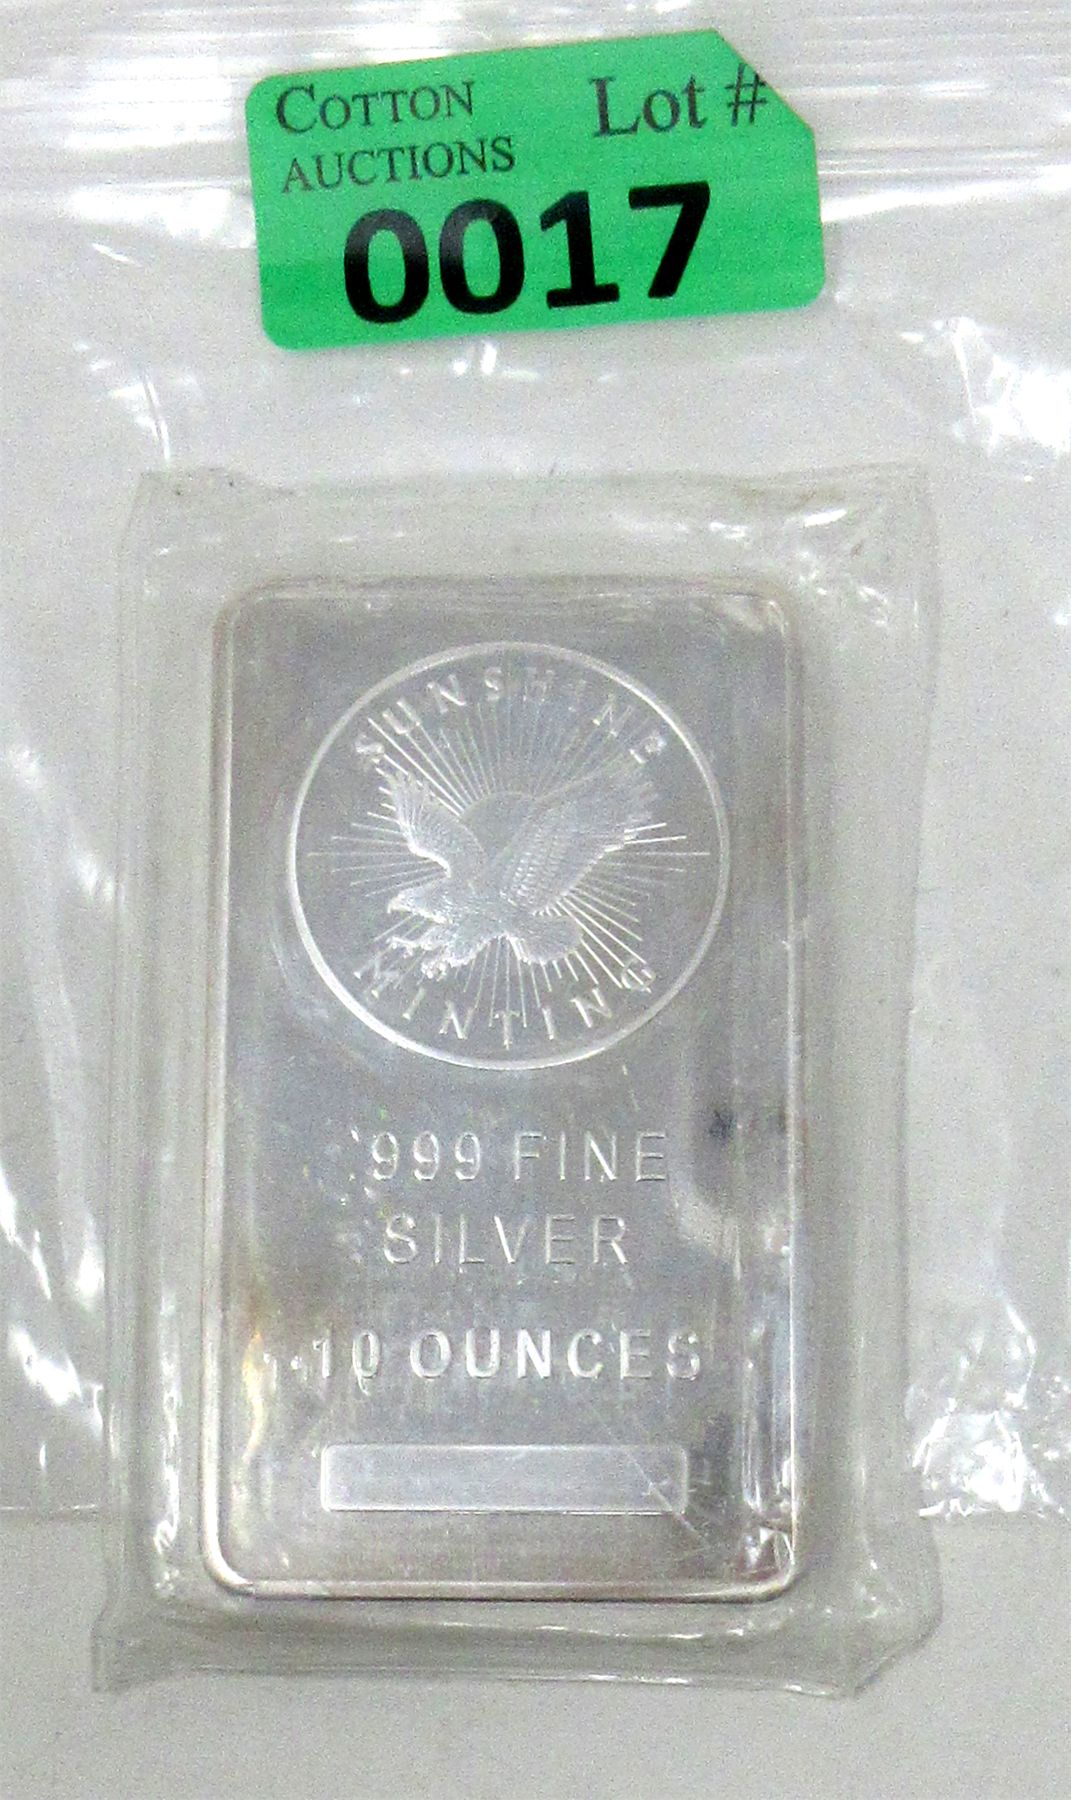 COTTON
AUCTIONS
Lot #
0017
SUNSHINE
MINTING
.999 FINE
SILVER
10 OUNCES